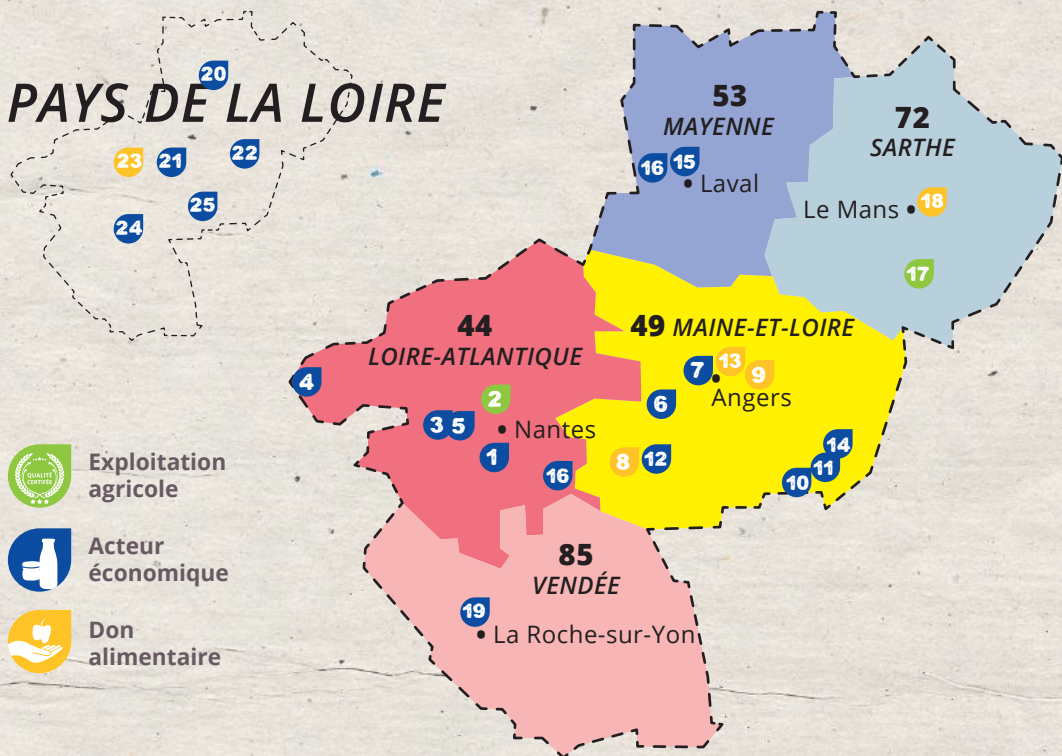 PAYS DE LA LOIRE
20
23
21
22
25
24
53
MAYENNE
16
15
Laval
72
SARTHE
Le Mans
18
17
44
LOIRE-ATLANTIQUE
4
2
3
5
Nantes
1
16
49 MAINE-ET-LOIRE
7
13
9
Angers
6
8
12
14
11
10
85
VENDÉE
19
La Roche-sur-Yon
QUALITÉ
CERTIFIÉE
Exploitation
agricole
Acteur
économique
Don
alimentaire